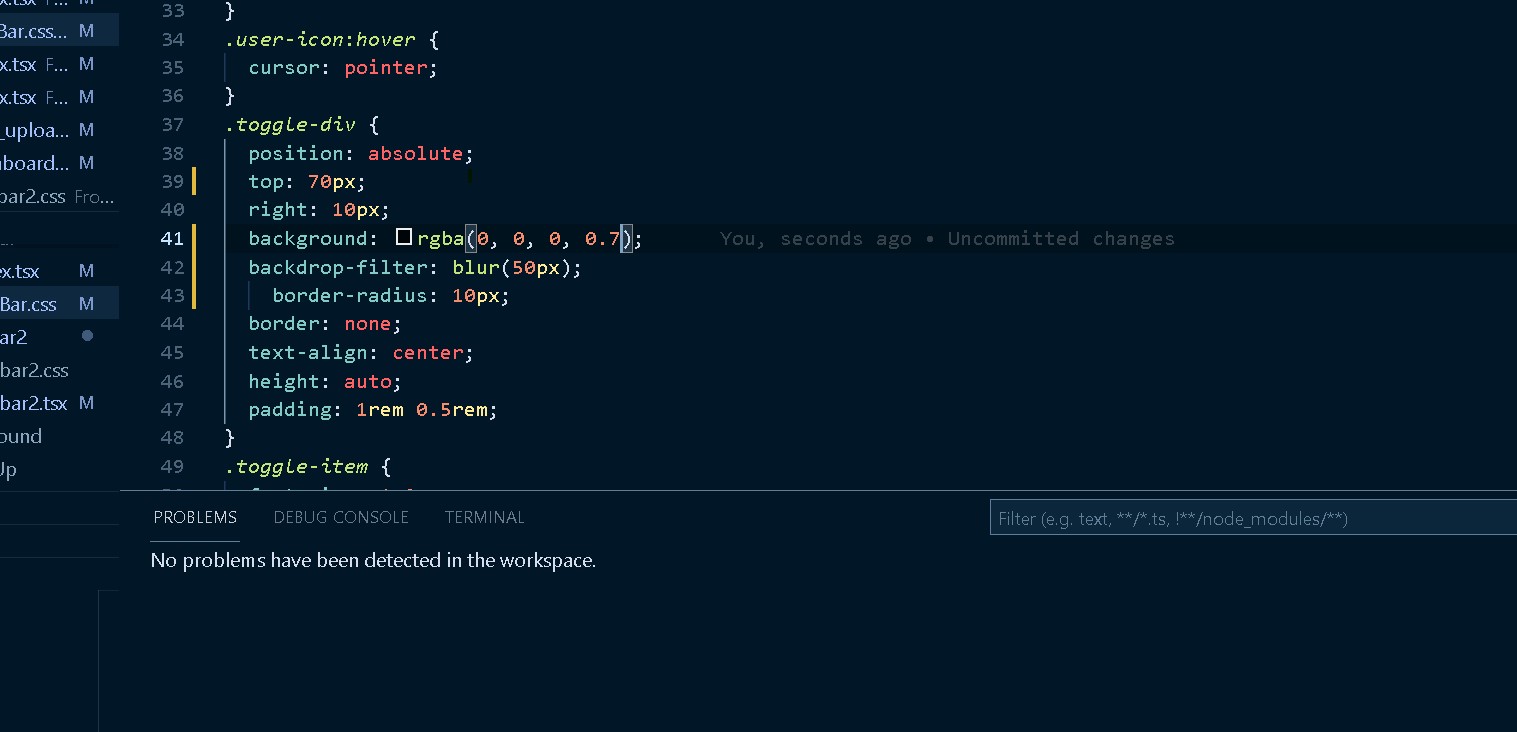 x.tsx M
Bar.css... M
x.tsx F... M
x.tsx F... M
_uploa... M
aboard... M
bar2.css Fro...
ex.tsx M
Bar.css M
ar2
bar2.css
bar2.tsx M
ound
Up
33 }
34 .user-icon:hover {
35 cursor: pointer;
36 }
37 .toggle-div {
38 position: absolute;
39 top: 70px;
40 right: 10px;
41 background: rgba(0, 0, 0, 0.7); You, seconds ago • Uncommitted changes
42 backdrop-filter: blur(50px);
43 border-radius: 10px;
44 border: none;
45 text-align: center;
46 height: auto;
47 padding: 1rem 0.5rem;
48 }
49 .toggle-item {
PROBLEMS DEBUG CONSOLE TERMINAL
Filter (e.g. text, **/*.ts, !**/node_modules/**)
No problems have been detected in the workspace.